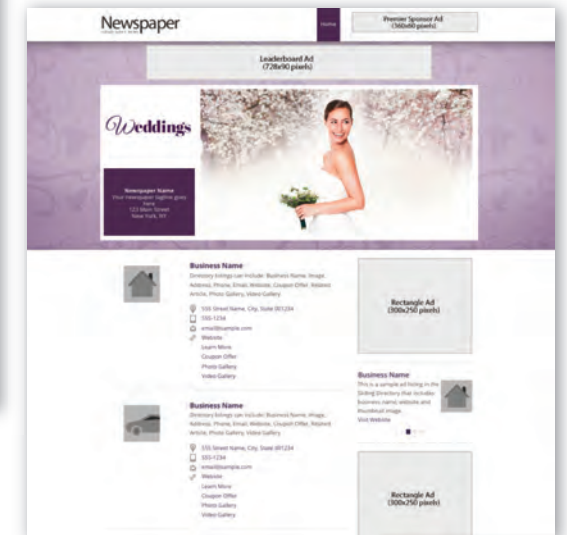 Newspaper
Home
Premier Sponsor Ad
(360x60 pixels)
Leaderboard Ad
(728x90 pixels)
Weddings
Newspaper Name
Your newspaper tagline goes
here
123 Main Street
New York, NY
Business Name
Directory listings can include: Business Name, Image,
Address, Phone, Email, Website, Coupon Offer, Related
Article, Photo Gallery, Video Gallery
555 Street Name, City, State 001234
555-1234
email@sample.com
Website
Learn More
Coupon Offer
Photo Gallery
Video Gallery
Rectangle Ad
(300x250 pixels)
Business Name
This is a sample ad listing in the
Sliding Directory that includes
business name, website and
thumbnail image.
Visit Website
Business Name
Directory listings can include: Business Name, Image,
Address, Phone, Email, Website, Coupon Offer, Related
Article, Photo Gallery, Video Gallery
555 Street Name, City, State 001234
555-1234
email@sample.com
Website
Learn More
Coupon Offer
Photo Gallery
Video Gallery
Rectangle Ad
(300x250 pixels)